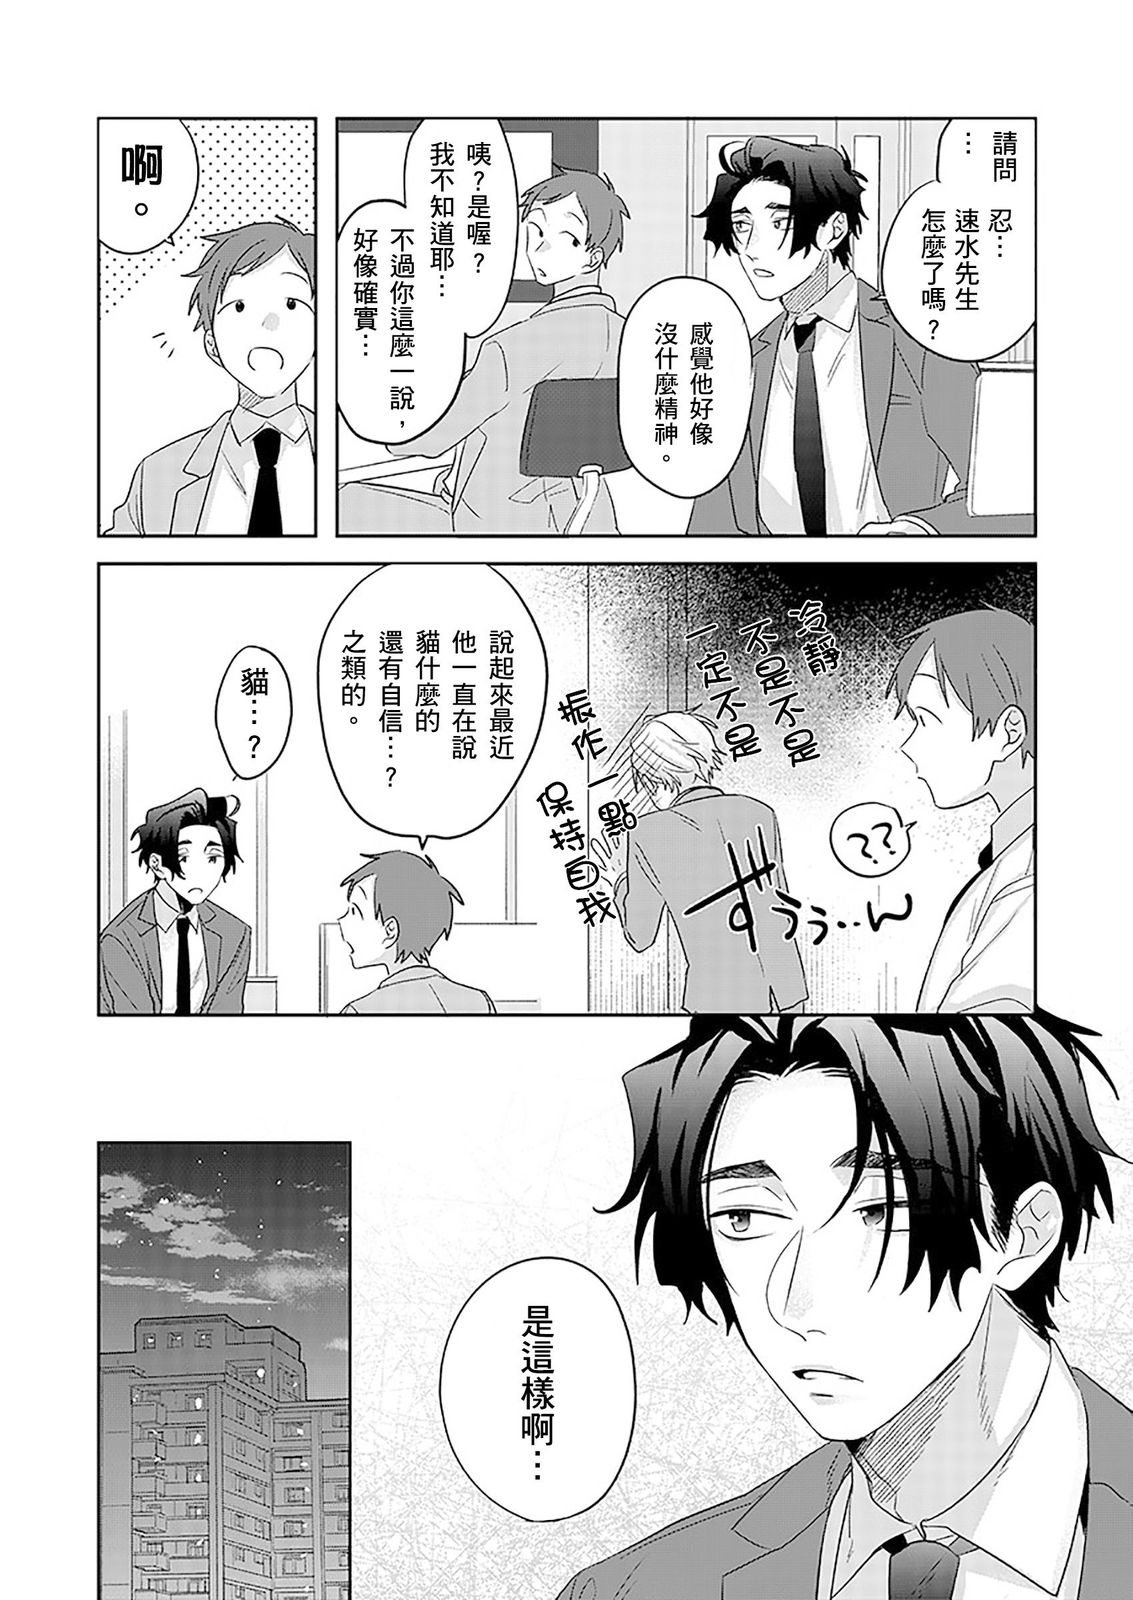 請問
…
忍…
速水先生
怎麼了嗎？
感覺他好像
沒什麼精神。
咦？是喔？
我不知道耶…
不過你這麼一說，
好像確實…
啊。
冷靜
不是不是
一定不是
振作一點
保持自我
??
ずううぅ…ん
說起來最近
他一直在說
貓什麼的
還有自信…？
之類的。
貓…？
是這樣啊…